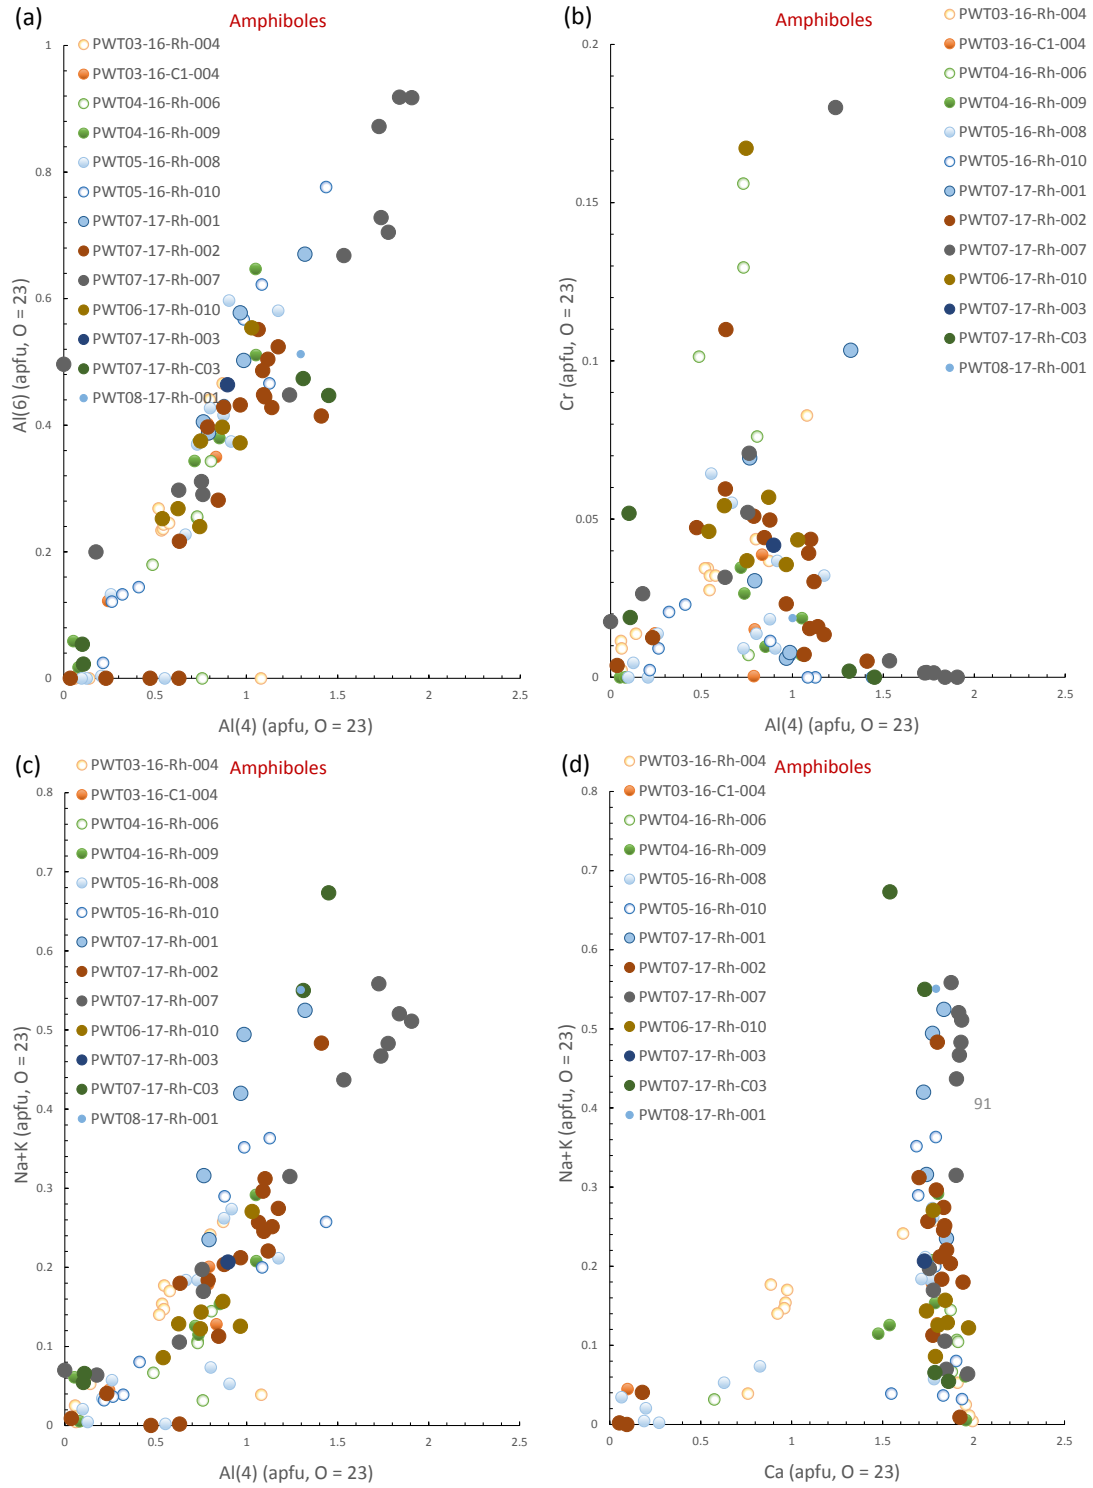 (a)
Amphiboles
PWT03-16-Rh-004
PWT03-16-C1-004
PWT04-16-Rh-006
PWT04-16-Rh-009
PWT05-16-Rh-008
PWT05-16-Rh-010
PWT07-17-Rh-001
PWT07-17-Rh-002
PWT07-17-Rh-007
PWT06-17-Rh-010
PWT07-17-Rh-003
PWT07-17-Rh-C03
PWT08-17-Rh-001
1
0.8
0.6
0.4
0.2
0
Al(6) (apfu, O = 23)
0 0.5 1 1.5 2 2.5
Al(4) (apfu, O = 23)
(b)
Amphiboles
PWT03-16-Rh-004
PWT03-16-C1-004
PWT04-16-Rh-006
PWT04-16-Rh-009
PWT05-16-Rh-008
PWT05-16-Rh-010
PWT07-17-Rh-001
PWT07-17-Rh-002
PWT07-17-Rh-007
PWT06-17-Rh-010
PWT07-17-Rh-003
PWT07-17-Rh-C03
PWT08-17-Rh-001
0.2
0.15
0.1
0.05
0
Cr (apfu, O = 23)
0 0.5 1 1.5 2 2.5
Al(4) (apfu, O = 23)
(c)
Amphiboles
PWT03-16-Rh-004
PWT03-16-C1-004
PWT04-16-Rh-006
PWT04-16-Rh-009
PWT05-16-Rh-008
PWT05-16-Rh-010
PWT07-17-Rh-001
PWT07-17-Rh-002
PWT07-17-Rh-007
PWT06-17-Rh-010
PWT07-17-Rh-003
PWT07-17-Rh-C03
PWT08-17-Rh-001
0.8
0.7
0.6
0.5
0.4
0.3
0.2
0.1
0
Na+K (apfu, O = 23)
0 0.5 1 1.5 2 2.5
Al(4) (apfu, O = 23)
(d)
Amphiboles
PWT03-16-Rh-004
PWT03-16-C1-004
PWT04-16-Rh-006
PWT04-16-Rh-009
PWT05-16-Rh-008
PWT05-16-Rh-010
PWT07-17-Rh-001
PWT07-17-Rh-002
PWT07-17-Rh-007
PWT06-17-Rh-010
PWT07-17-Rh-003
PWT07-17-Rh-C03
PWT08-17-Rh-001
91
0.8
0.7
0.6
0.5
0.4
0.3
0.2
0.1
0
Na+K (apfu, O = 23)
0 0.5 1 1.5 2 2.5
Ca (apfu, O = 23)